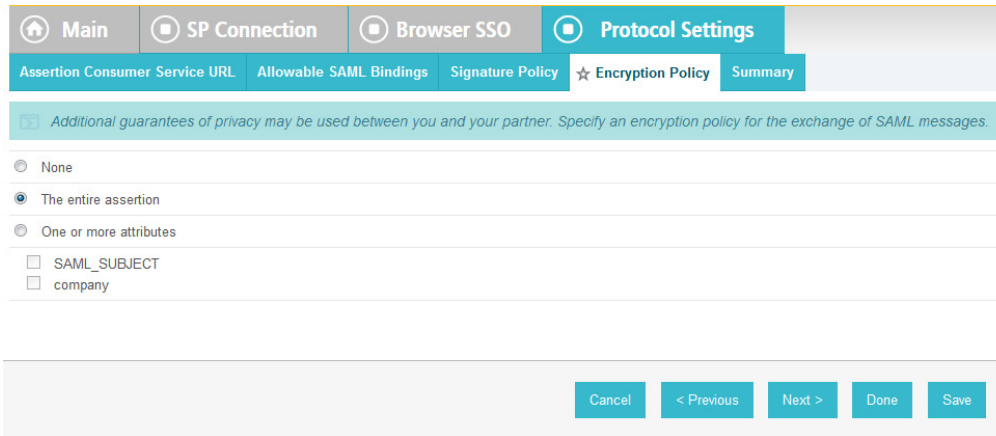 Main SP Connection Browser SSO Protocol Settings
Assertion Consumer Service URL Allowable SAML Bindings Signature Policy Encryption Policy Summary
Additional guarantees of privacy may be used between you and your partner. Specify an encryption policy for the exchange of SAML messages.
None
The entire assertion
One or more attributes
SAML_SUBJECT
company
Cancel < Previous Next > Done Save